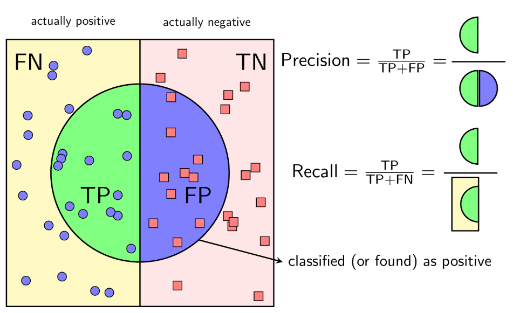 actually positive
actually negative
FN
TN
TP
FP
Precision = TP/TP+FP =
Recall = TP/TP+FN =
classified (or found) as positive